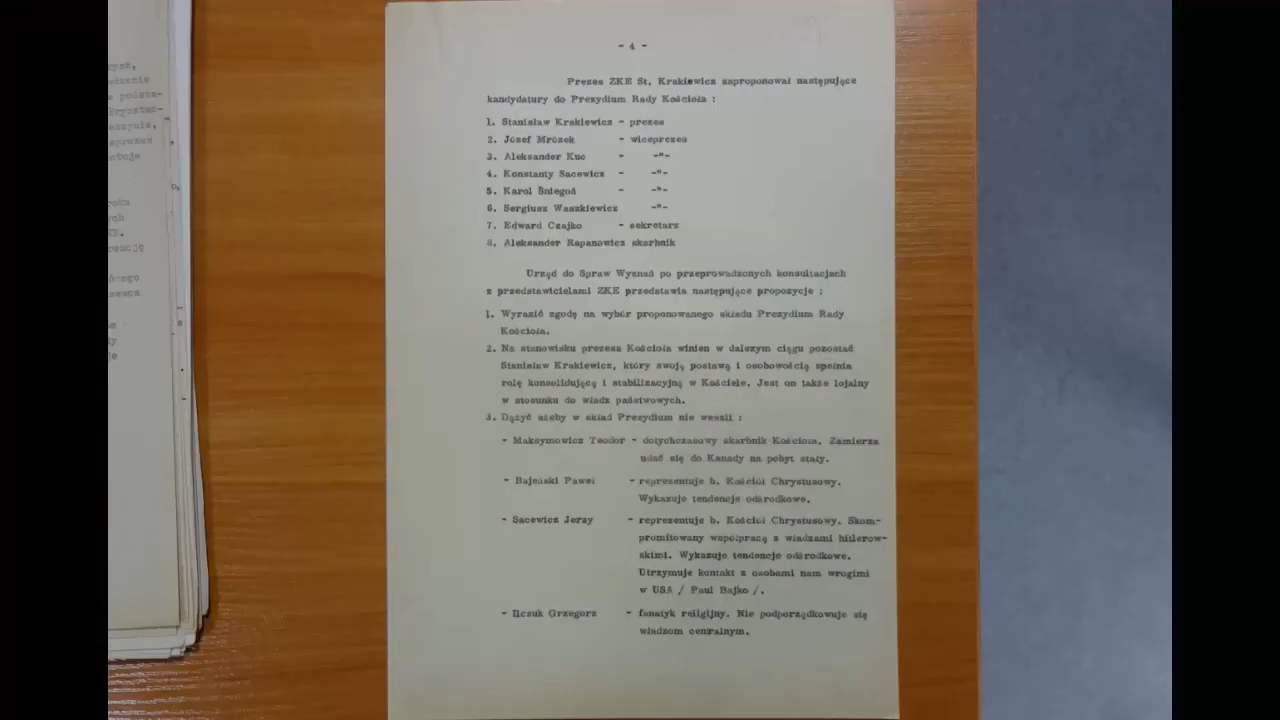 - 4 -
Prezes ZKE St. Krakiewicz zaproponował następujące
kandydatury do Prezydium Rady Kościoła :
1. Stanisław Krakiewicz - prezes
2. Józef Mrózek - wiceprezes
3. Aleksander Kuc - -"-
4. Konstanty Sacewicz - -"-
5. Karol Śniegoń - -"-
6. Sergiusz Waszkiewicz -"-
7. Edward Czajko - sekretarz
8. Aleksander Rapanowicz skarbnik
Urząd do Spraw Wyznań po przeprowadzonych konsultacjach
z przedstawicielami ZKE przedstawia następujące propozycje :
1. Wyrazić zgodę na wybór proponowanego składu Prezydium Rady
Kościoła.
2. Na stanowisku prezesa Kościoła winien w dalszym ciągu pozostać
Stanisław Krakiewicz, który swoją postawą i osobowością spełnia
rolę konsolidującą i stabilizacyjną w Kościele. Jest on także lojalny
w stosunku do władz państwowych.
3. Dążyć ażeby w skład Prezydium nie weszli :
- Maksymowicz Teodor - dotychczasowy skarbnik Kościoła. Zamierza
udać się do Kanady na pobyt stały.
- Bajeński Paweł - reprezentuje b. Kościół Chrystusowy.
Wykazuje tendencje odśrodkowe.
- Sacewicz Jerzy - reprezentuje b. Kościół Chrystusowy. Skom-
promitowany współpracą z władzami hitlerow-
skimi. Wykazuje tendencje odśrodkowe.
Utrzymuje kontakt z osobami nam wrogimi
w USA / Paul Bajko /.
- Ilczuk Grzegorz - fanatyk religijny. Nie podporządkowuje się
władzom centralnym.